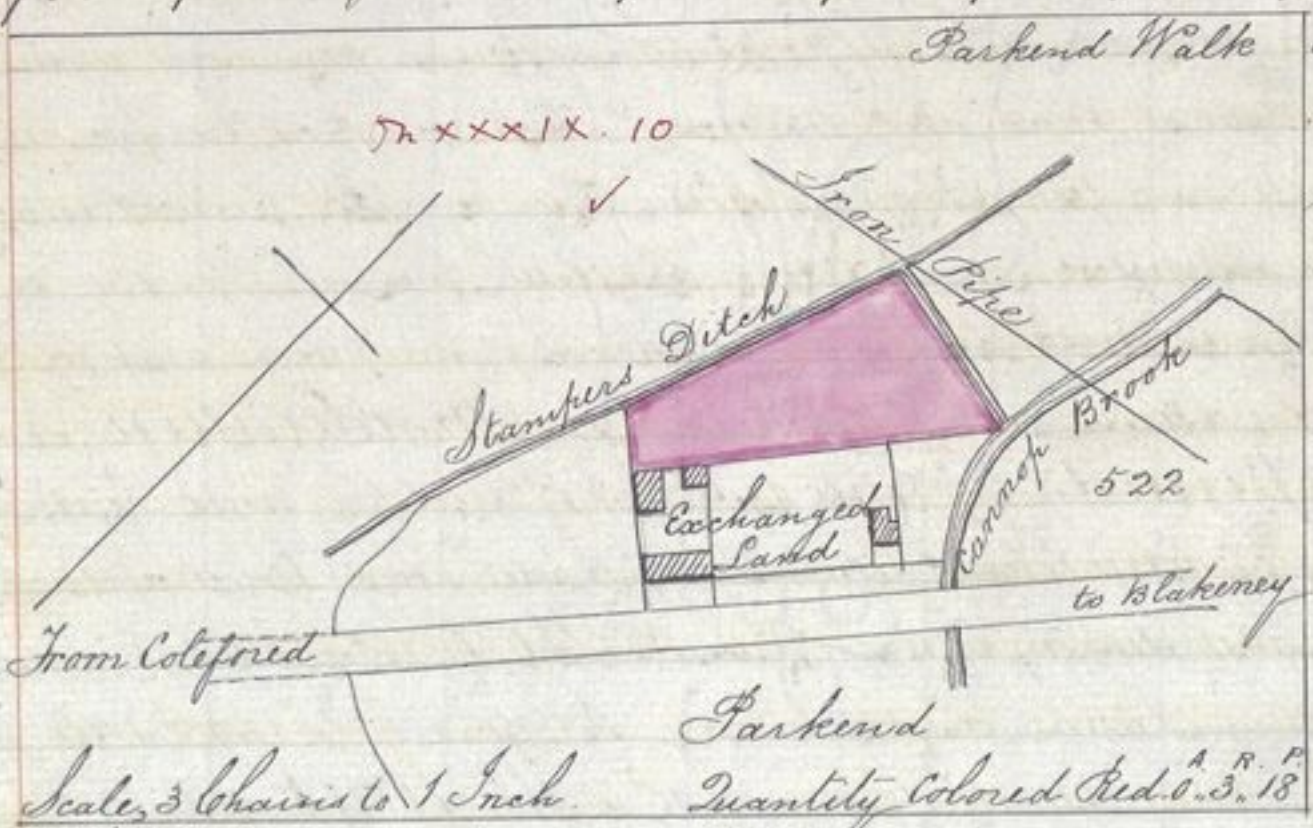 Parkend Walk
XXXIX. 10
Iron Pipe
Stampers Ditch
Cannop Brook
522
Exchanged
Land
to Blakeney
From Coleford
Parkend
Scale, 3 Chains to 1 Inch.
A. R. P.
Quantity Colored Red. 0.. 3.. 18